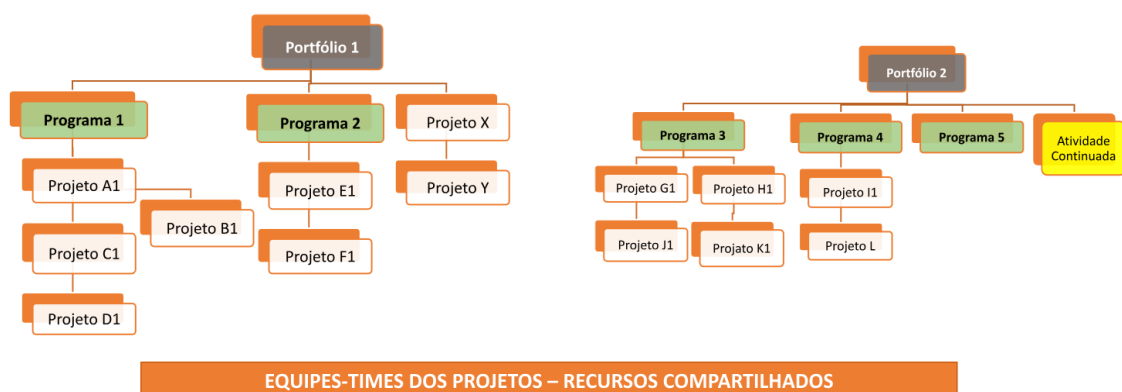 Portfólio 1
Programa 1
Programa 2
Projeto X
Projeto A1
Projeto B1
Projeto C1
Projeto D1
Projeto E1
Projeto F1
Projeto Y
Portfólio 2
Programa 3
Programa 4
Programa 5
Atividade
Continuada
Projeto G1
Projeto H1
Projeto I1
Projeto J1
Projato K1
Projeto L
EQUIPES-TIMES DOS PROJETOS – RECURSOS COMPARTILHADOS